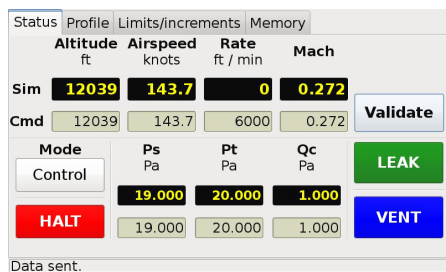 Status Profile Limits/increments Memory
Altitude Airspeed Rate Mach
ft knots ft / min
Sim 12039 143.7 0 0.272
Cmd 12039 143.7 6000 0.272 Validate
Mode Ps Pt Qc
Pa Pa Pa
Control LEAK
19.000 20.000 1.000
HALT VENT
19.000 20.000 1.000
Data sent.